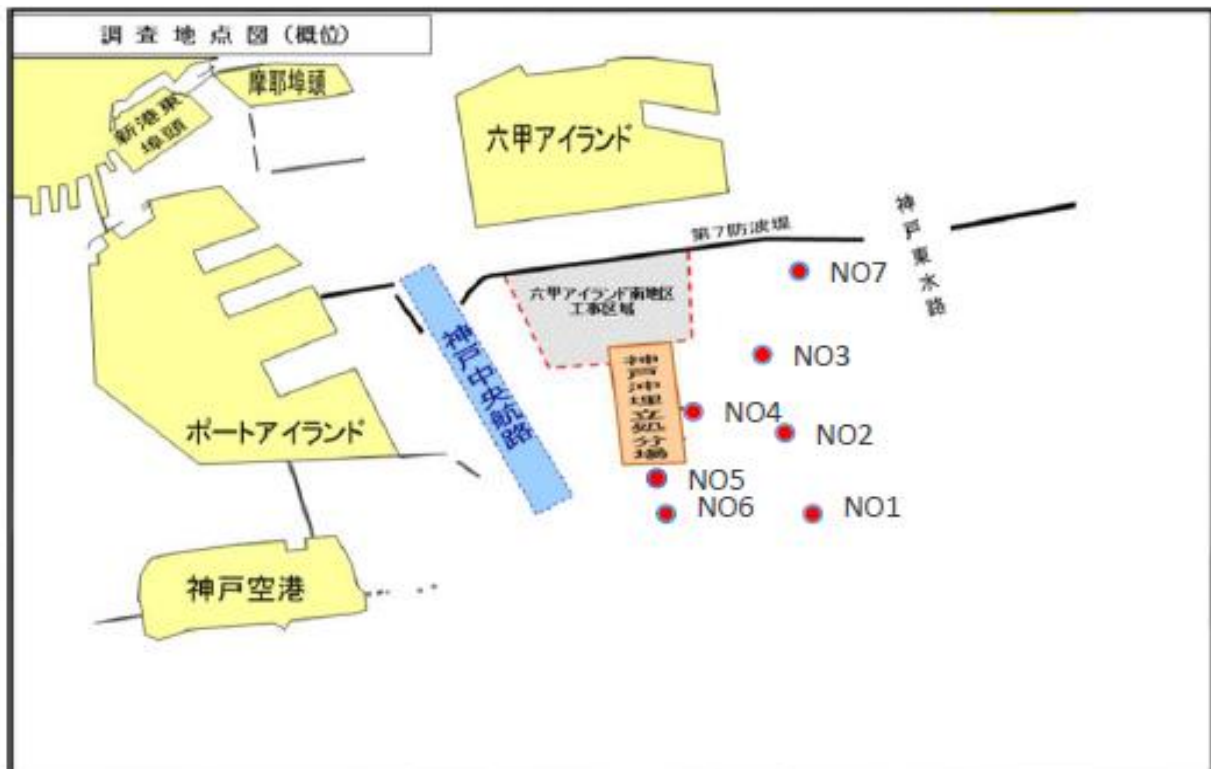 調査地点図(概位)
摩耶埠頭
新港東
埠頭
六甲アイランド
神戸東水路
第7防波堤
NO7
六甲アイランド南地区
工事区域
神戸中央航路
NO3
神戸沖埋立処分場
NO4
NO2
ポートアイランド
NO5
NO6
NO1
神戸空港